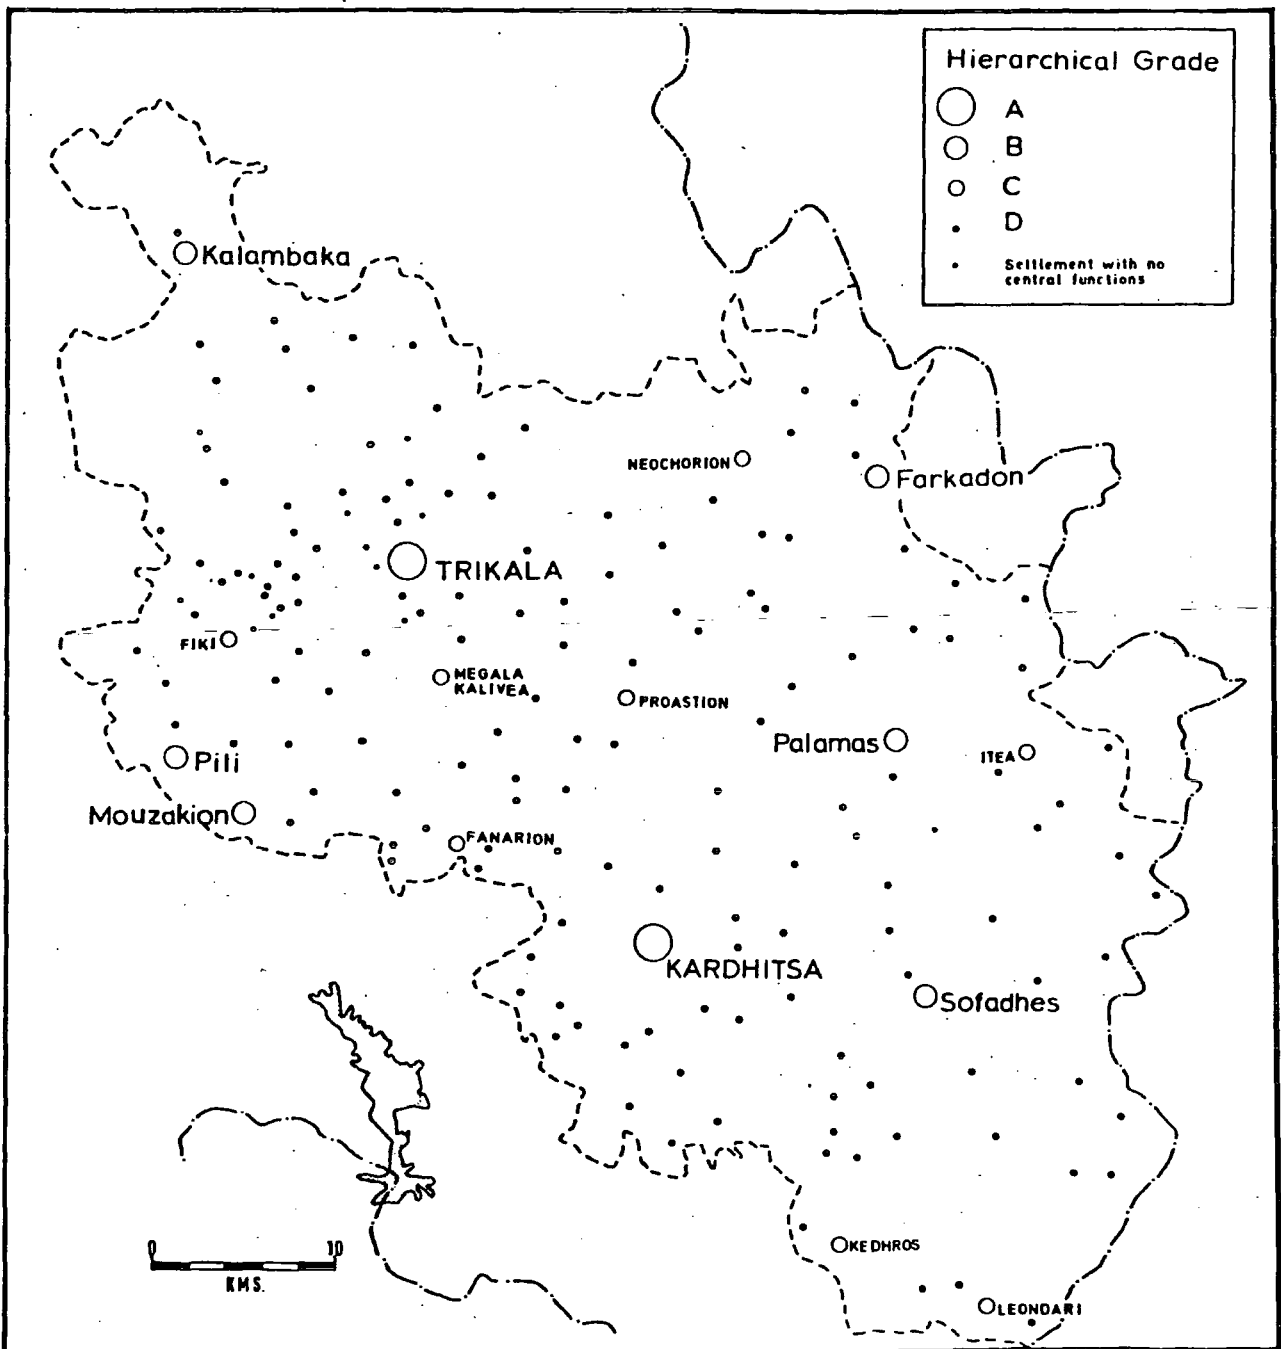 Hierarchical Grade
A
B
C
D
Settlement with no
central functions
Kalambaka
NEOCHORION
Farkadon
TRIKALA
FIKI
MEGALA
KALIVEA
PROASTION
Palamas
ITEA
Pili
Mouzakion
FANARION
KARDHITSA
Sofadhes
KEDHROS
LEONDARI
0 10
KMS.